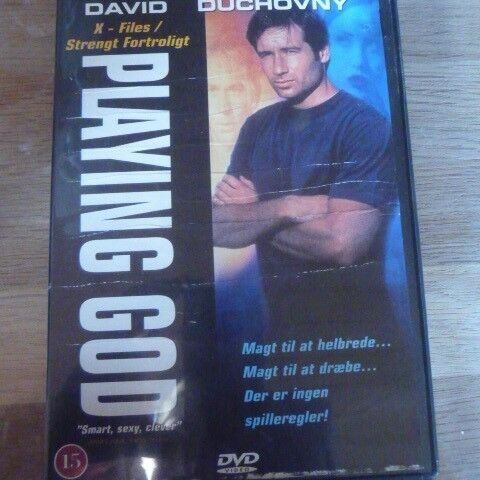 DAVID DUCHOVNY
X - Files /
Strengt Fortroligt
PLAYING GOD
Magt til at helbrede...
Magt til at dræbe...
Der er ingen
spilleregler!
"Smart, sexy, clever"
15
DVD
VIDEO